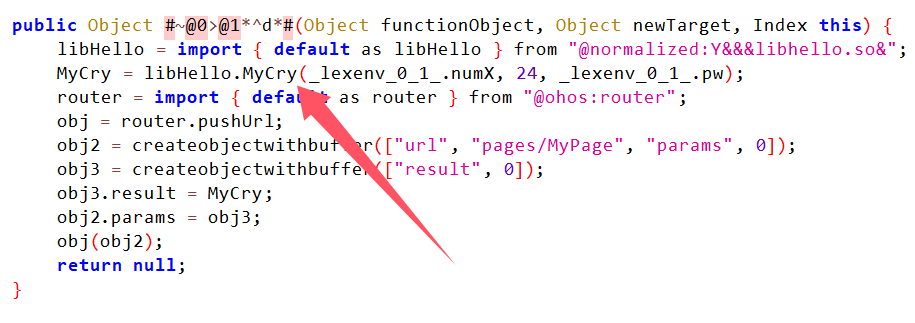 public Object #~@0>@1*^d*#(Object functionObject, Object newTarget, Index this) {
    libHello = import { default as libHello } from "@normalized:Y&&&libhello.so&";
    MyCry = libHello.MyCry(_lexenv_0_1_.numX, 24, _lexenv_0_1_.pw);
    router = import { default as router } from "@ohos:router";
    obj = router.pushUrl;
    obj2 = createobjectwithbuffer(["url", "pages/MyPage", "params", 0]);
    obj3 = createobjectwithbuffer(["result", 0]);
    obj3.result = MyCry;
    obj2.params = obj3;
    obj(obj2);
    return null;
}